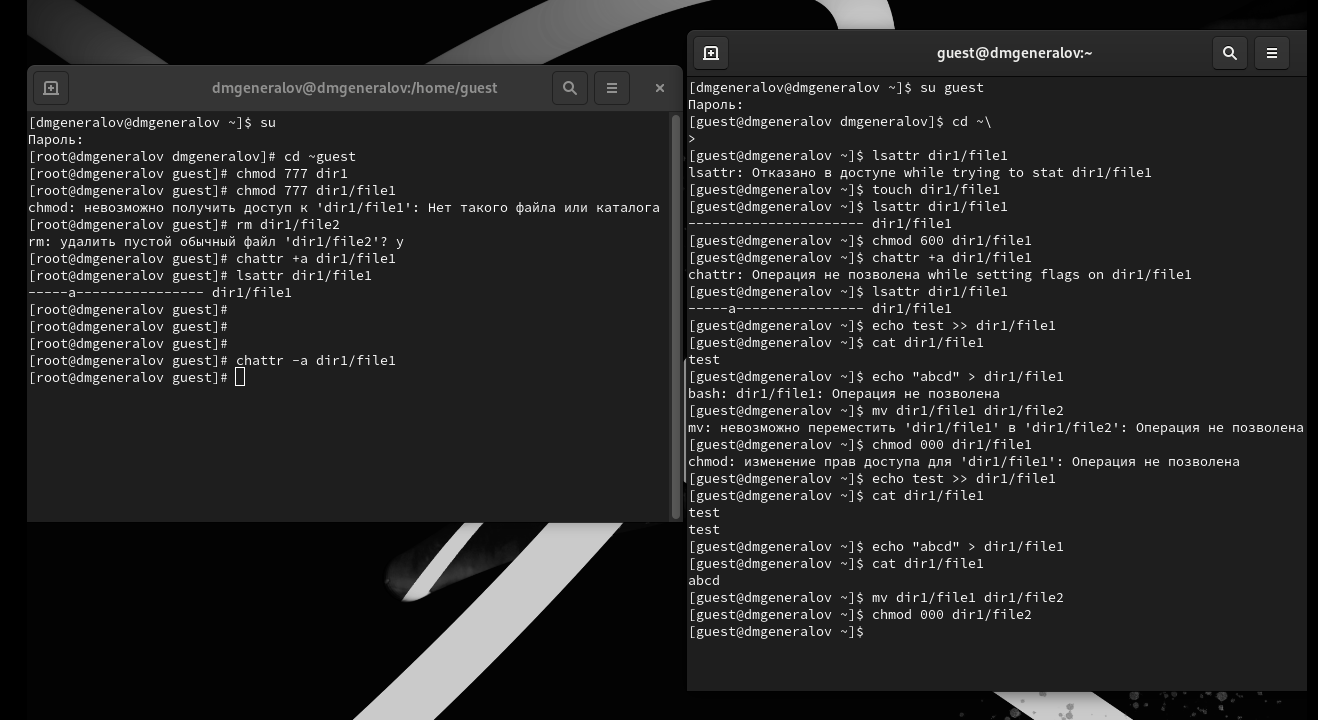 dmgeneralov@dmgeneralov:/home/guest
[dmgeneralov@dmgeneralov ~]$ su
Пароль:
[root@dmgeneralov dmgeneralov]# cd ~guest
[root@dmgeneralov guest]# chmod 777 dir1
[root@dmgeneralov guest]# chmod 777 dir1/file1
chmod: невозможно получить доступ к 'dir1/file1': Нет такого файла или каталога
[root@dmgeneralov guest]# rm dir1/file2
rm: удалить пустой обычный файл 'dir1/file2'? y
[root@dmgeneralov guest]# chattr +a dir1/file1
[root@dmgeneralov guest]# lsattr dir1/file1
-----a---------------- dir1/file1
[root@dmgeneralov guest]#
[root@dmgeneralov guest]#
[root@dmgeneralov guest]#
[root@dmgeneralov guest]# chattr -a dir1/file1
[root@dmgeneralov guest]#
guest@dmgeneralov:~
[dmgeneralov@dmgeneralov ~]$ su guest
Пароль:
[guest@dmgeneralov dmgeneralov]$ cd ~\
>
[guest@dmgeneralov ~]$ lsattr dir1/file1
lsattr: Отказано в доступе while trying to stat dir1/file1
[guest@dmgeneralov ~]$ touch dir1/file1
[guest@dmgeneralov ~]$ lsattr dir1/file1
---------------------- dir1/file1
[guest@dmgeneralov ~]$ chmod 600 dir1/file1
[guest@dmgeneralov ~]$ chattr +a dir1/file1
chattr: Операция не позволена while setting flags on dir1/file1
[guest@dmgeneralov ~]$ lsattr dir1/file1
-----a---------------- dir1/file1
[guest@dmgeneralov ~]$ echo test >> dir1/file1
[guest@dmgeneralov ~]$ cat dir1/file1
test
[guest@dmgeneralov ~]$ echo "abcd" > dir1/file1
bash: dir1/file1: Операция не позволена
[guest@dmgeneralov ~]$ mv dir1/file1 dir1/file2
mv: невозможно переместить 'dir1/file1' в 'dir1/file2': Операция не позволена
[guest@dmgeneralov ~]$ chmod 000 dir1/file1
chmod: изменение прав доступа для 'dir1/file1': Операция не позволена
[guest@dmgeneralov ~]$ echo test >> dir1/file1
[guest@dmgeneralov ~]$ cat dir1/file1
test
test
[guest@dmgeneralov ~]$ echo "abcd" > dir1/file1
[guest@dmgeneralov ~]$ cat dir1/file1
abcd
[guest@dmgeneralov ~]$ mv dir1/file1 dir1/file2
[guest@dmgeneralov ~]$ chmod 000 dir1/file2
[guest@dmgeneralov ~]$